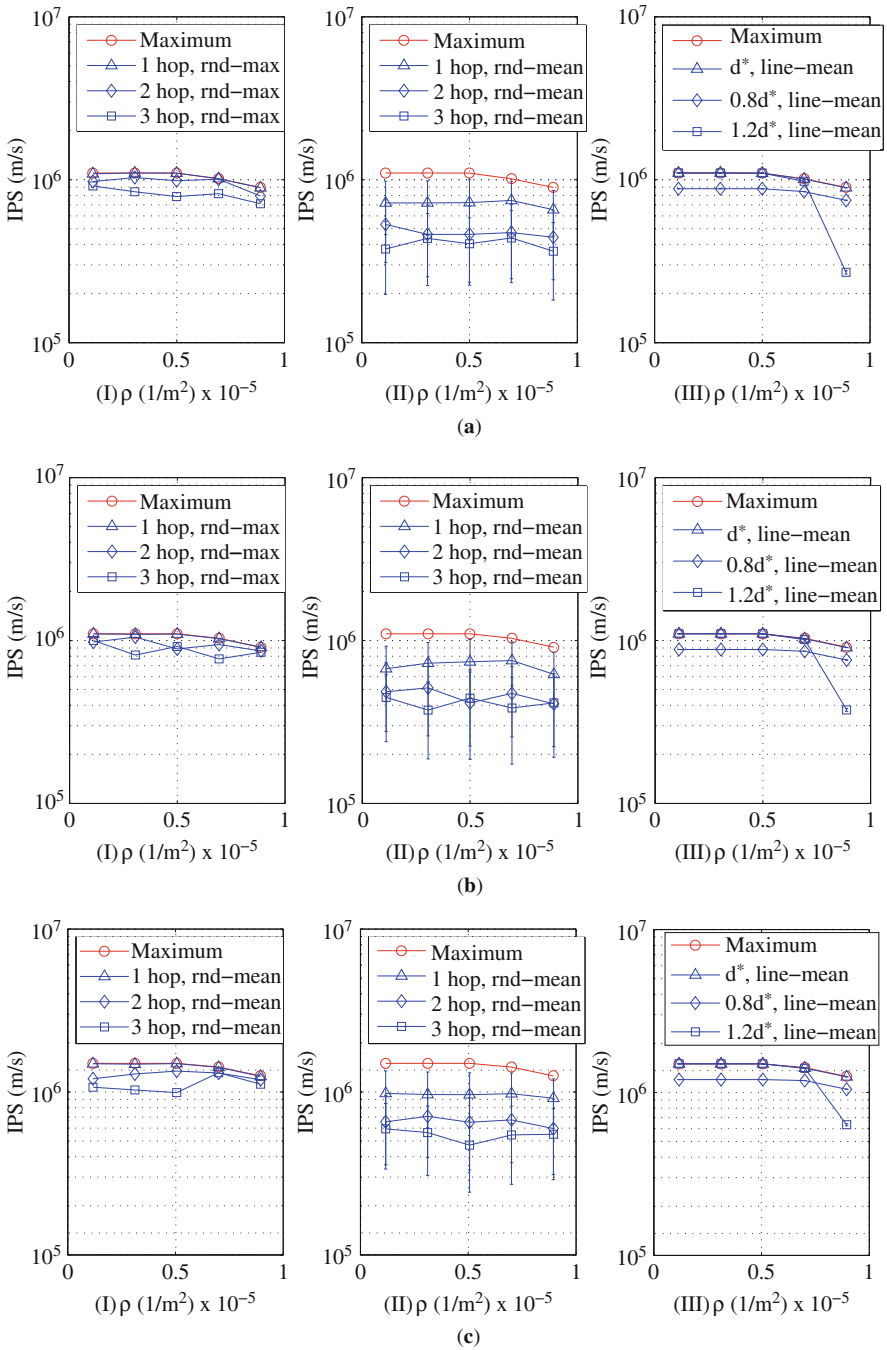 10^7
Maximum
1 hop, rnd−max
2 hop, rnd−max
3 hop, rnd−max
IPS (m/s)
10^6
10^5
0
0.5
1
(I) ρ (1/m^2) x 10^-5
Maximum
1 hop, rnd−mean
2 hop, rnd−mean
3 hop, rnd−mean
IPS (m/s)
10^7
10^6
10^5
0
0.5
1
(II) ρ (1/m^2) x 10^-5
Maximum
d*, line−mean
0.8d*, line−mean
1.2d*, line−mean
IPS (m/s)
10^7
10^6
10^5
0
0.5
1
(III) ρ (1/m^2) x 10^-5
(a)
10^7
Maximum
1 hop, rnd−max
2 hop, rnd−max
3 hop, rnd−max
IPS (m/s)
10^6
10^5
0
0.5
1
(I) ρ (1/m^2) x 10^-5
10^7
Maximum
1 hop, rnd−mean
2 hop, rnd−mean
3 hop, rnd−mean
IPS (m/s)
10^6
10^5
0
0.5
1
(II) ρ (1/m^2) x 10^-5
10^7
Maximum
d*, line−mean
0.8d*, line−mean
1.2d*, line−mean
IPS (m/s)
10^6
10^5
0
0.5
1
(III) ρ (1/m^2) x 10^-5
(b)
10^7
Maximum
1 hop, rnd−mean
2 hop, rnd−mean
3 hop, rnd−mean
IPS (m/s)
10^6
10^5
0
0.5
1
(I) ρ (1/m^2) x 10^-5
10^7
Maximum
1 hop, rnd−mean
2 hop, rnd−mean
3 hop, rnd−mean
IPS (m/s)
10^6
10^5
0
0.5
1
(II) ρ (1/m^2) x 10^-5
10^7
Maximum
d*, line−mean
0.8d*, line−mean
1.2d*, line−mean
IPS (m/s)
10^6
10^5
0
0.5
1
(III) ρ (1/m^2) x 10^-5
(c)